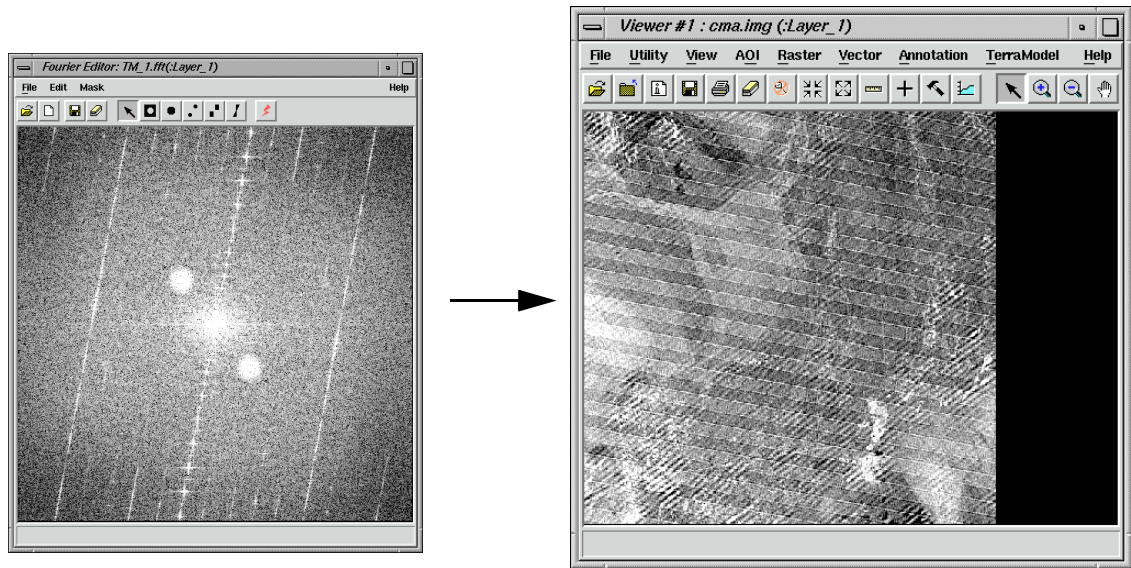 Fourier Editor: TM_1.fft(:Layer_1)
File Edit Mask Help
Viewer #1 : cma.img (:Layer_1)
File Utility View AOI Raster Vector Annotation TerraModel Help